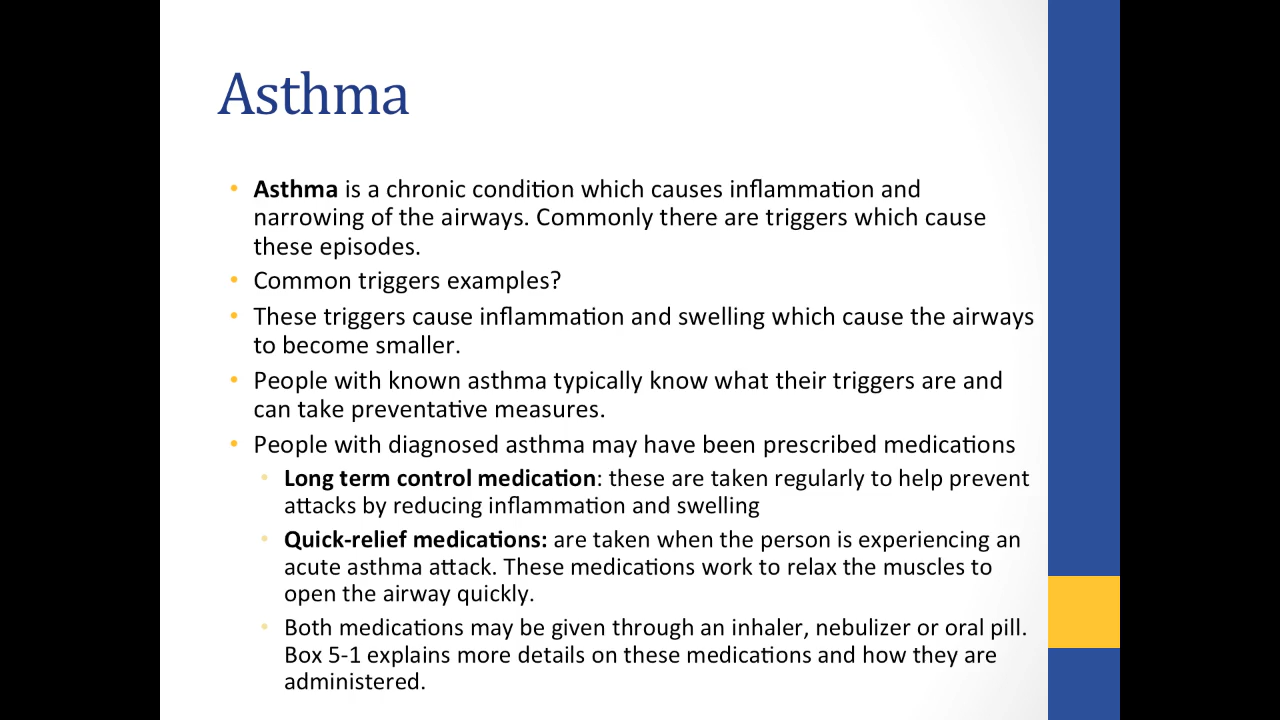 Asthma
• Asthma is a chronic condition which causes inflammation and
narrowing of the airways. Commonly there are triggers which cause
these episodes.
• Common triggers examples?
• These triggers cause inflammation and swelling which cause the airways
to become smaller.
• People with known asthma typically know what their triggers are and
can take preventative measures.
• People with diagnosed asthma may have been prescribed medications
• Long term control medication: these are taken regularly to help prevent
attacks by reducing inflammation and swelling
• Quick-relief medications: are taken when the person is experiencing an
acute asthma attack. These medications work to relax the muscles to
open the airway quickly.
• Both medications may be given through an inhaler, nebulizer or oral pill.
Box 5-1 explains more details on these medications and how they are
administered.